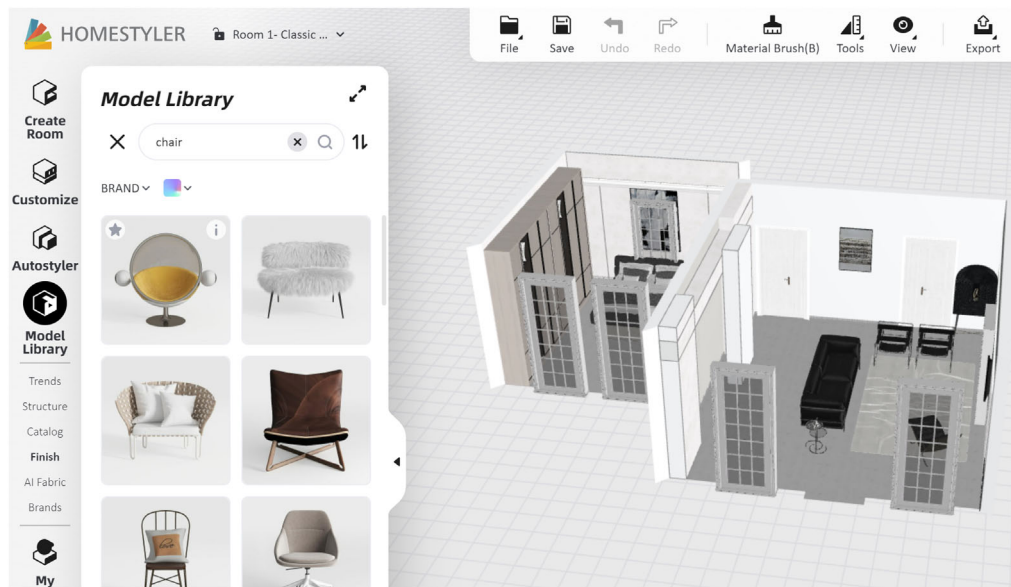 HOMESTYLER
Room 1- Classic ...
File
Save
Undo
Redo
Material Brush(B)
Tools
View
Export
Create
Room
Customize
Autostyler
Model
Library
Trends
Structure
Catalog
Finish
AI Fabric
Brands
My
Model Library
chair
BRAND
love